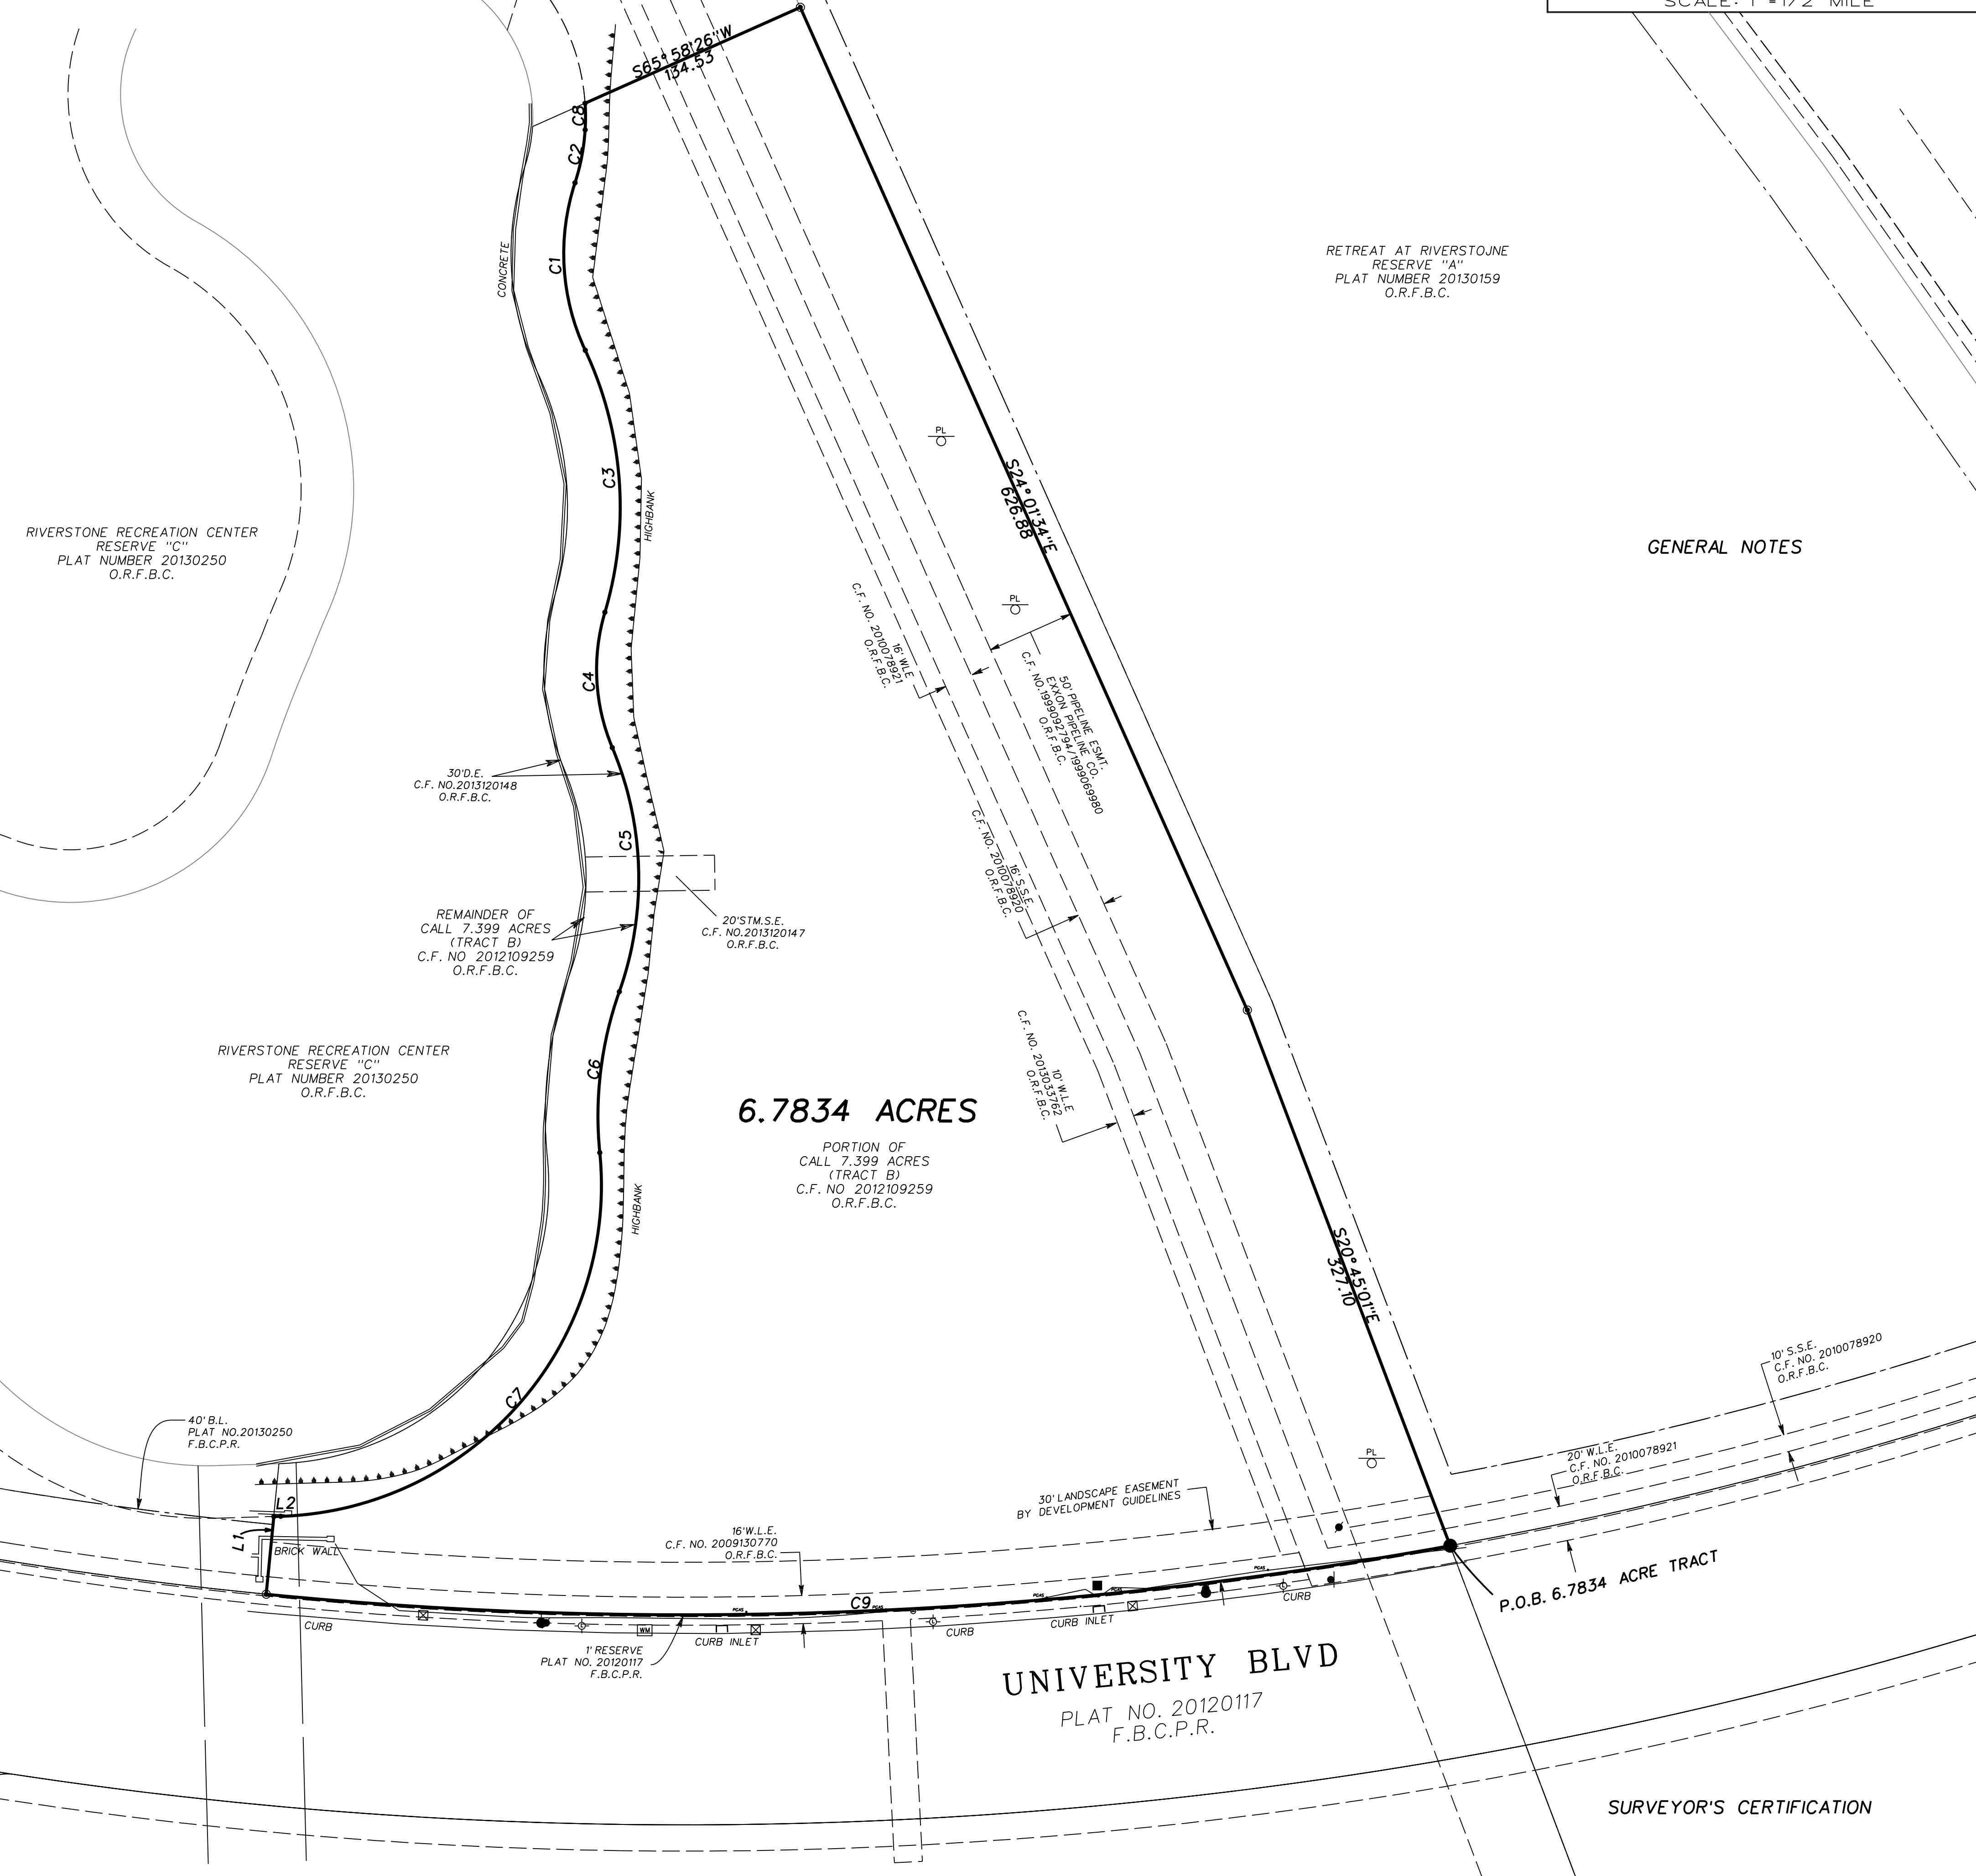 SCALE: 1"=1/2 MILE
S65°58'26"W
134.53
C8
C2
CONCRETE
C1
RETREAT AT RIVERSTOJNE
RESERVE "A"
PLAT NUMBER 20130159
O.R.F.B.C.
PL
C3
HIGHBANK
S24°01'34"E
626.88
RIVERSTONE RECREATION CENTER
RESERVE "C"
PLAT NUMBER 20130250
O.R.F.B.C.
GENERAL NOTES
PL
16' WLE
C.F. NO. 2010078921
O.R.F.B.C.
50' PIPELINE ESMT.
EXXON PIPELINE CO.
C.F. NO.1999092794/1999069980
O.R.F.B.C.
C4
30'D.E.
C.F. NO.2013120148
O.R.F.B.C.
C5
16' S.S.E.
C.F. NO. 2010078920
O.R.F.B.C.
REMAINDER OF
CALL 7.399 ACRES
(TRACT B)
C.F. NO 2012109259
O.R.F.B.C.
20'STM.S.E.
C.F. NO.2013120147
O.R.F.B.C.
RIVERSTONE RECREATION CENTER
RESERVE "C"
PLAT NUMBER 20130250
O.R.F.B.C.
C6
10' W.L.E
C.F. NO. 2013033762
O.R.F.B.C.
6.7834 ACRES
PORTION OF
CALL 7.399 ACRES
(TRACT B)
C.F. NO 2012109259
O.R.F.B.C.
HIGHBANK
S20°45'01"E
327.10
10' S.S.E.
C.F. NO. 2010078920
O.R.F.B.C.
C7
40' B.L.
PLAT NO.20130250
F.B.C.P.R.
PL
20' W.L.E.
C.F. NO. 2010078921
O.R.F.B.C.
30' LANDSCAPE EASEMENT
BY DEVELOPMENT GUIDELINES
L2
L1
BRICK WALL
16'W.L.E.
C.F. NO. 2009130770
O.R.F.B.C.
P.O.B. 6.7834 ACRE TRACT
C9
CURB
WM
CURB INLET
CURB
CURB INLET
CURB
1' RESERVE
PLAT NO. 20120117
F.B.C.P.R.
UNIVERSITY BLVD
PLAT NO. 20120117
F.B.C.P.R.
SURVEYOR'S CERTIFICATION